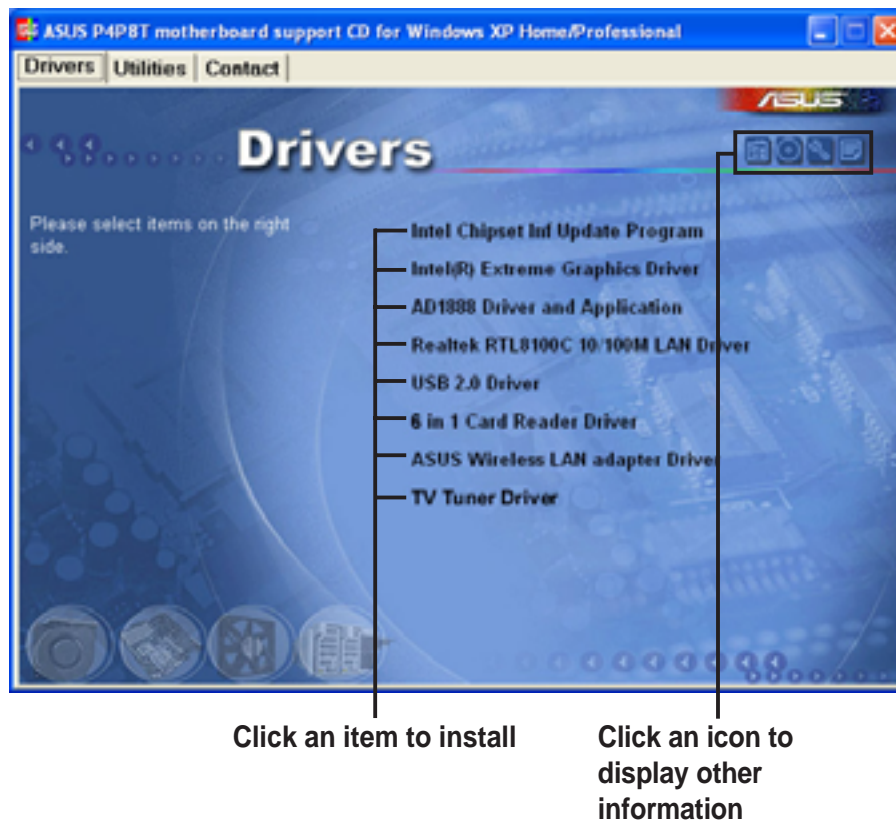 ASUS P4P8T motherboard support CD for Windows XP Home/Professional
Drivers Utilities Contact
ASUS
Drivers
Please select items on the right
side.
Intel Chipset Inf Update Program
Intel(R) Extreme Graphics Driver
AD1888 Driver and Application
Realtek RTL8100C 10/100M LAN Driver
USB 2.0 Driver
6 in 1 Card Reader Driver
ASUS Wireless LAN adapter Driver
TV Tuner Driver
Click an item to install
Click an icon to
display other
information